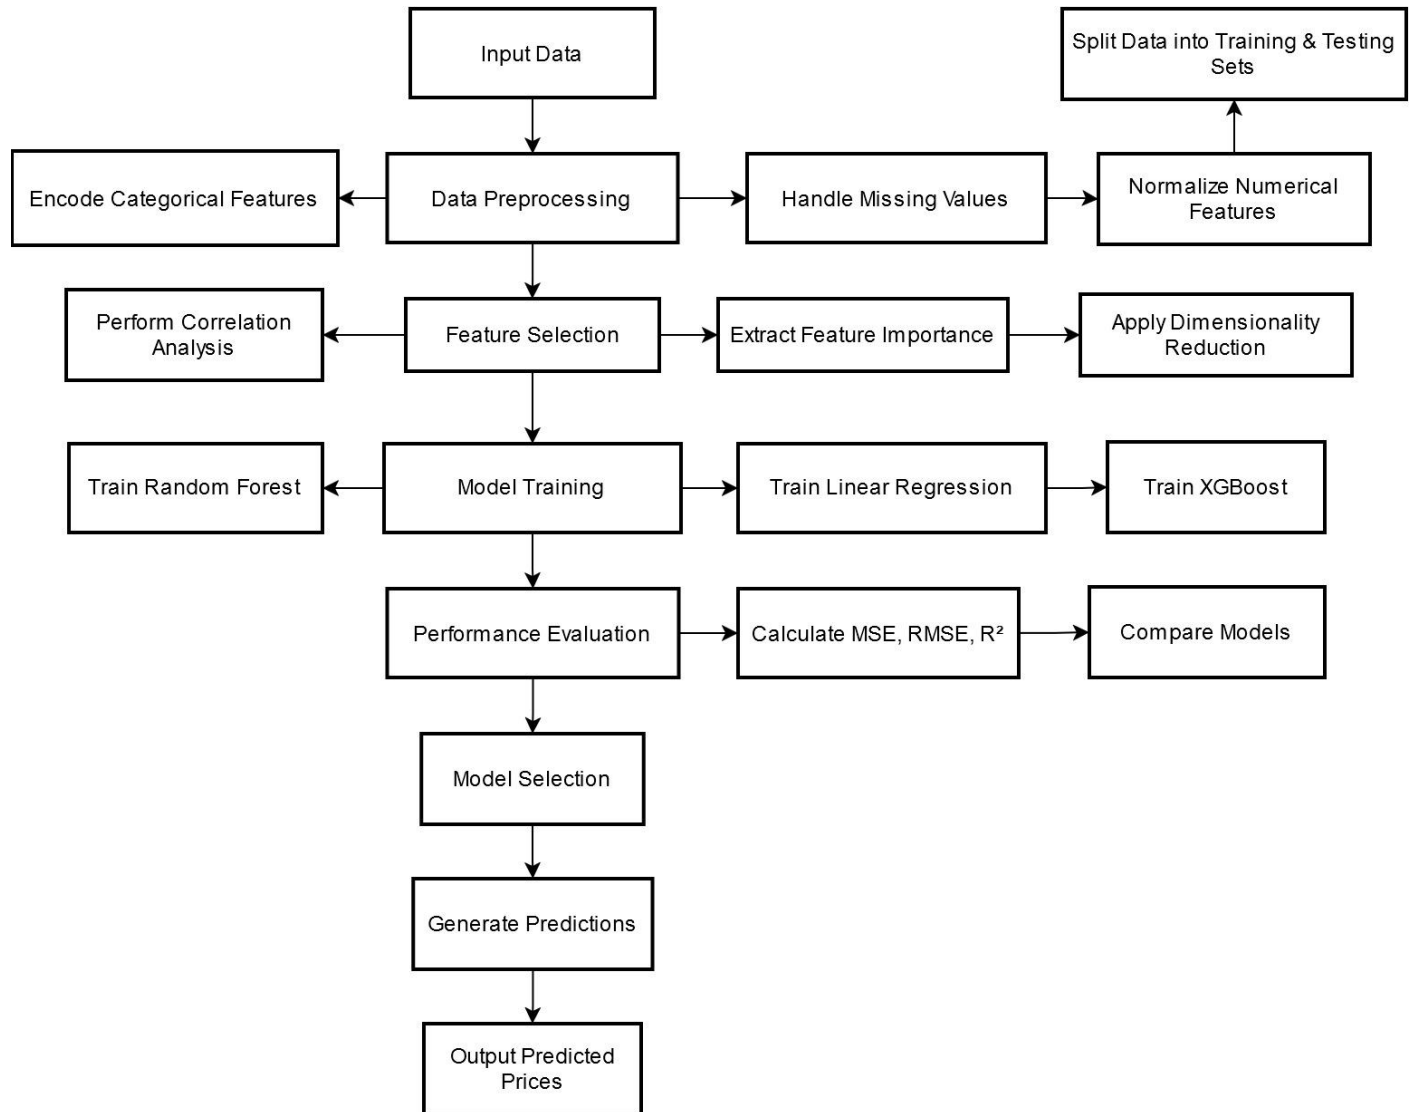 Input Data
Split Data into Training & Testing
Sets
Encode Categorical Features
Data Preprocessing
Handle Missing Values
Normalize Numerical
Features
Perform Correlation
Analysis
Feature Selection
Extract Feature Importance
Apply Dimensionality
Reduction
Train Random Forest
Model Training
Train Linear Regression
Train XGBoost
Performance Evaluation
Calculate MSE, RMSE, R²
Compare Models
Model Selection
Generate Predictions
Output Predicted
Prices